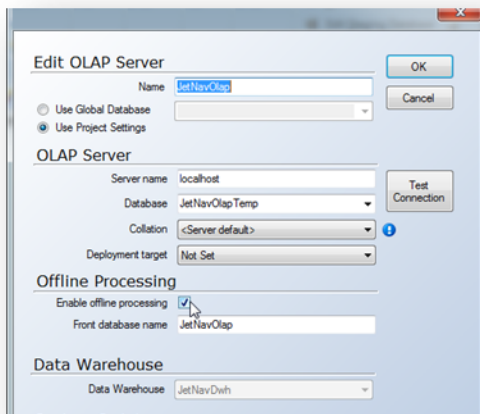 Edit OLAP Server
OK
Name JetNavOlap
Cancel
Use Global Database
Use Project Settings
OLAP Server
Server name localhost
Test Connection
Database JetNavOlapTemp
Collation <Server default>
Deployment target Not Set
Offline Processing
Enable offline processing
Front database name JetNavOlap
Data Warehouse
Data Warehouse JetNavDwh